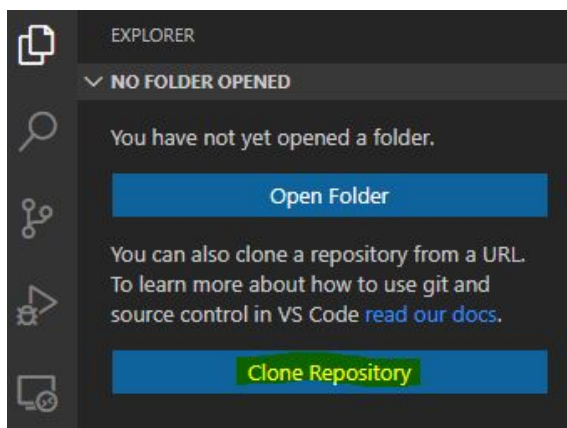 EXPLORER
NO FOLDER OPENED
You have not yet opened a folder.
Open Folder
You can also clone a repository from a URL.
To learn more about how to use git and
source control in VS Code read our docs.
Clone Repository